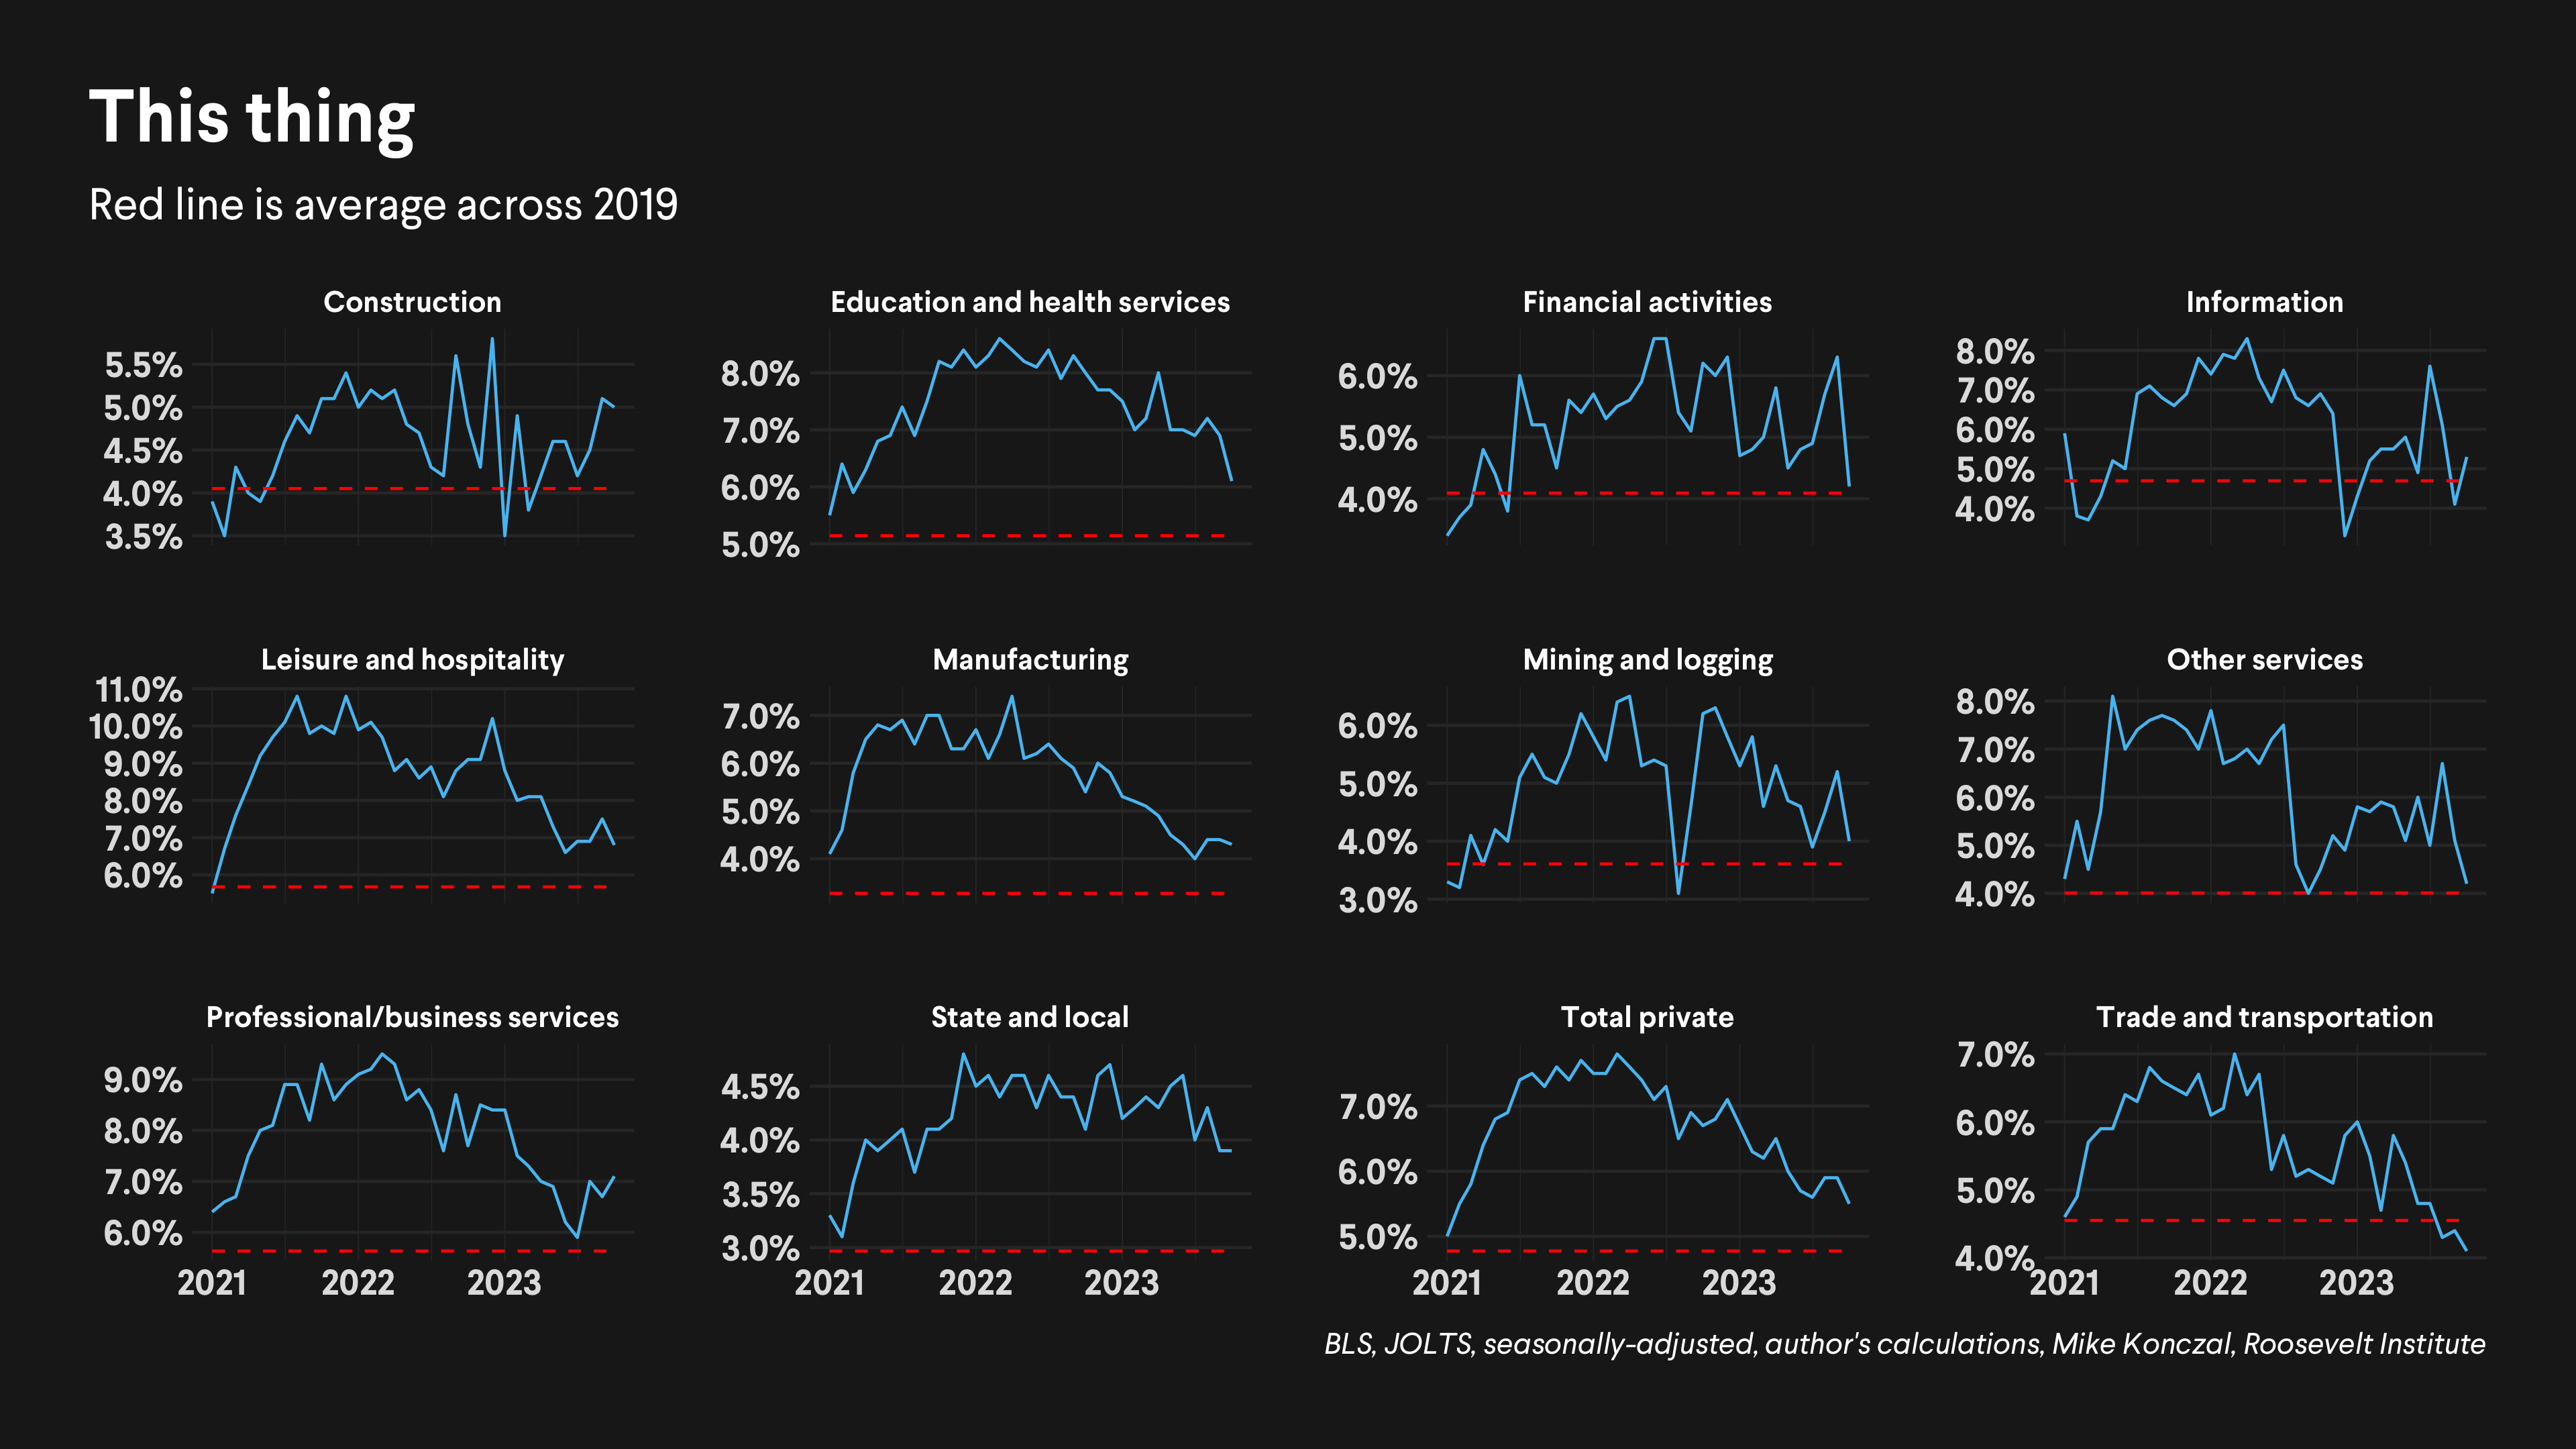 This thing
Red line is average across 2019
Construction
Education and health services
Financial activities
Information
5.5%
5.0%
4.5%
4.0%
3.5%
8.0%
7.0%
6.0%
5.0%
6.0%
5.0%
4.0%
8.0%
7.0%
6.0%
5.0%
4.0%
Leisure and hospitality
Manufacturing
Mining and logging
Other services
11.0%
10.0%
9.0%
8.0%
7.0%
6.0%
7.0%
6.0%
5.0%
4.0%
6.0%
5.0%
4.0%
3.0%
8.0%
7.0%
6.0%
5.0%
4.0%
Professional/business services
State and local
Total private
Trade and transportation
9.0%
8.0%
7.0%
6.0%
4.5%
4.0%
3.5%
3.0%
7.0%
6.0%
5.0%
7.0%
6.0%
5.0%
4.0%
2021 2022 2023
2021 2022 2023
2021 2022 2023
2021 2022 2023
BLS, JOLTS, seasonally-adjusted, author's calculations, Mike Konczal, Roosevelt Institute